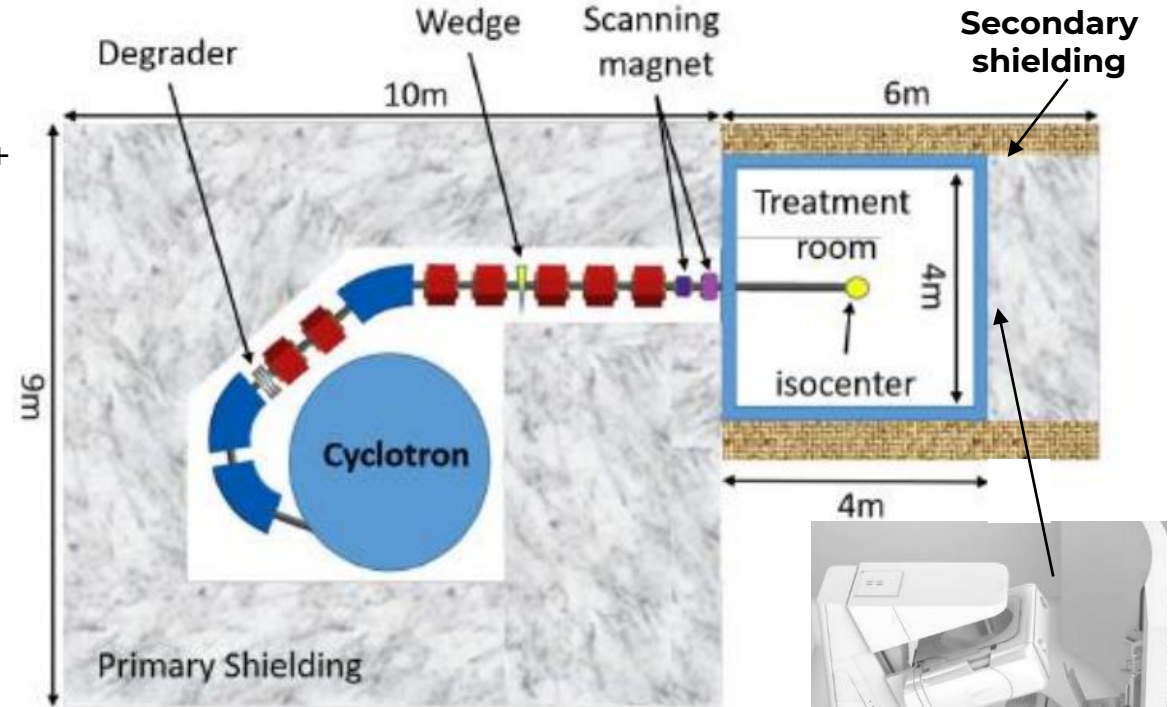 Wedge
Scanning
magnet
Secondary
shielding
Degrader
10m
6m
+
Treatment
room
4m
9m
isocenter
Cyclotron
4m
Primary Shielding